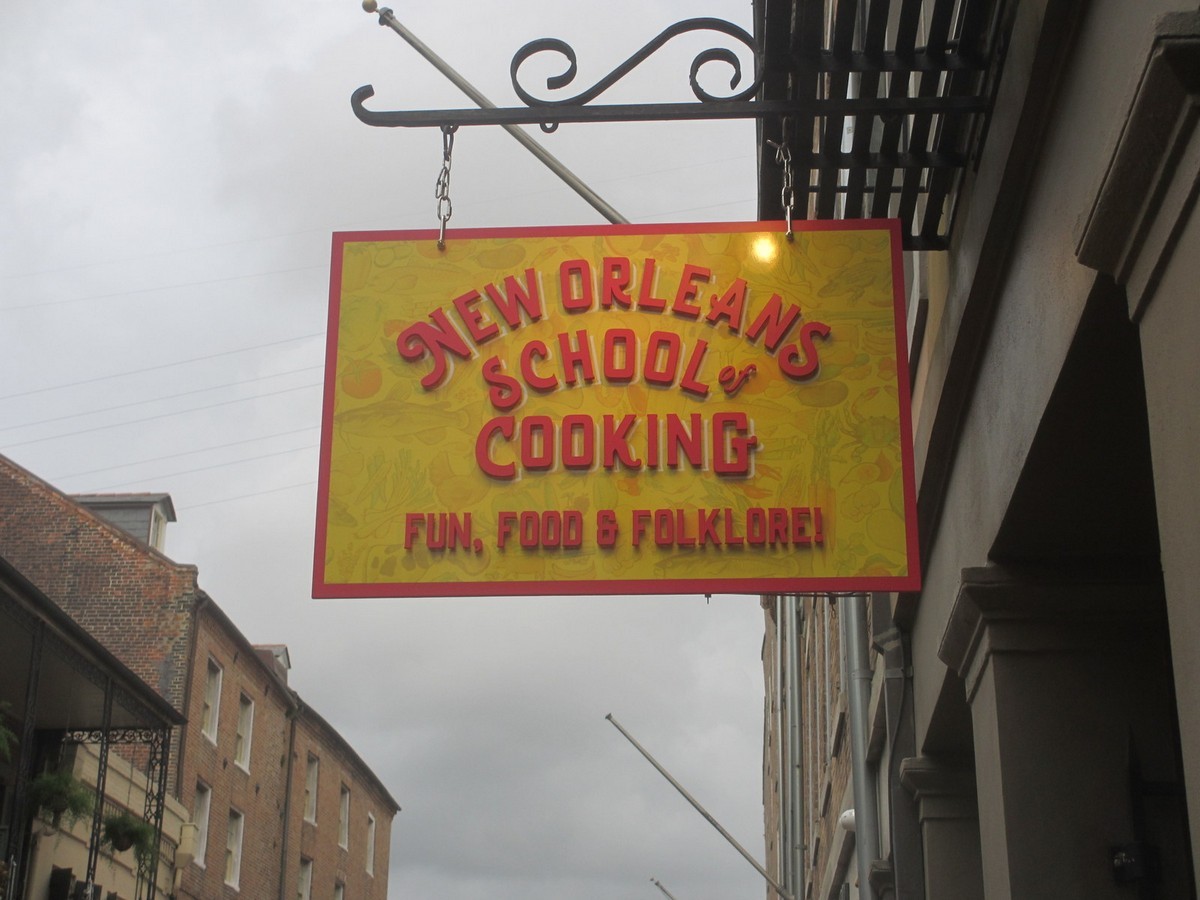 NEW ORLEANS
SCHOOL of
COOKING
FUN, FOOD & FOLKLORE!